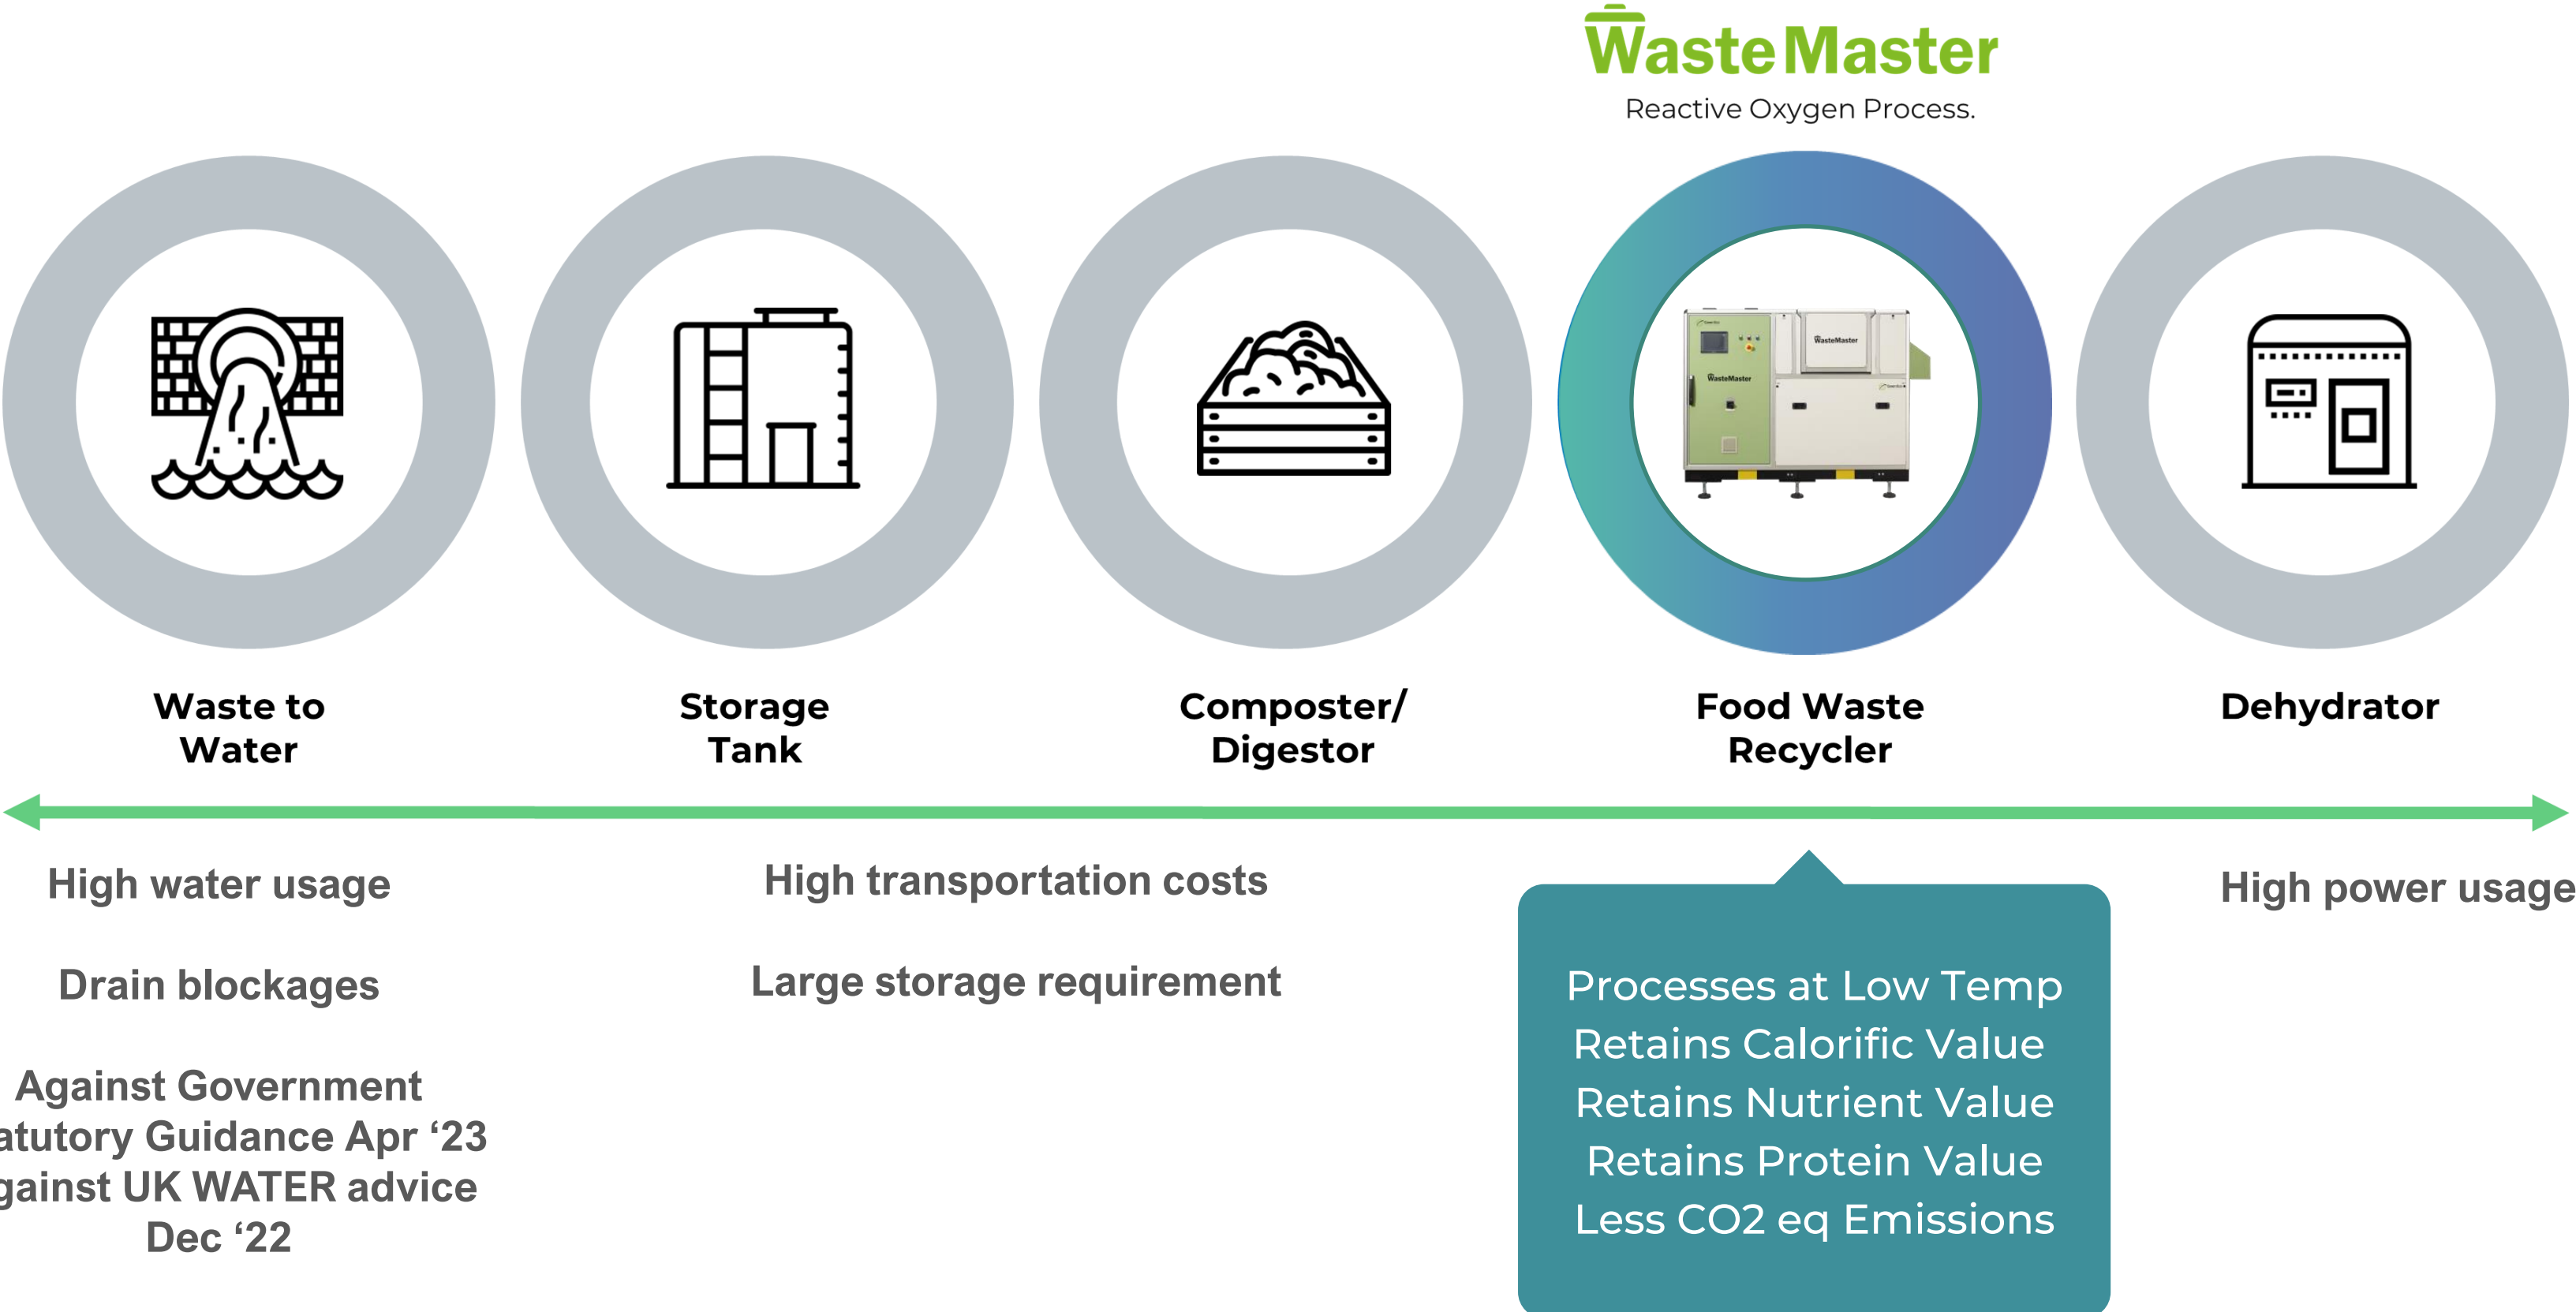 WasteMaster
Reactive Oxygen Process.
WasteMaster
WasteMaster
Waste to
Water
Storage
Tank
Composter/
Digestor
Food Waste
Recycler
Dehydrator
High water usage
Drain blockages
Against Government
atutory Guidance Apr ‘23
gainst UK WATER advice
Dec ‘22
High transportation costs
Large storage requirement
Processes at Low Temp
Retains Calorific Value
Retains Nutrient Value
Retains Protein Value
Less CO2 eq Emissions
High power usage